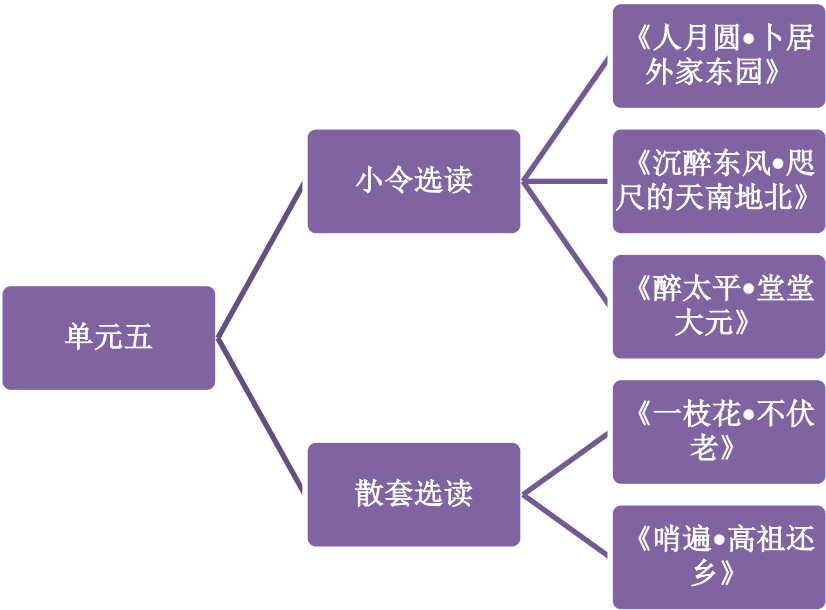 单元五
小令选读
《人月圆•卜居
外家东园》
《沉醉东风•咫
尺的天南地北》
《醉太平•堂堂
大元》
散套选读
《一枝花•不伏
老》
《哨遍•高祖还
乡》